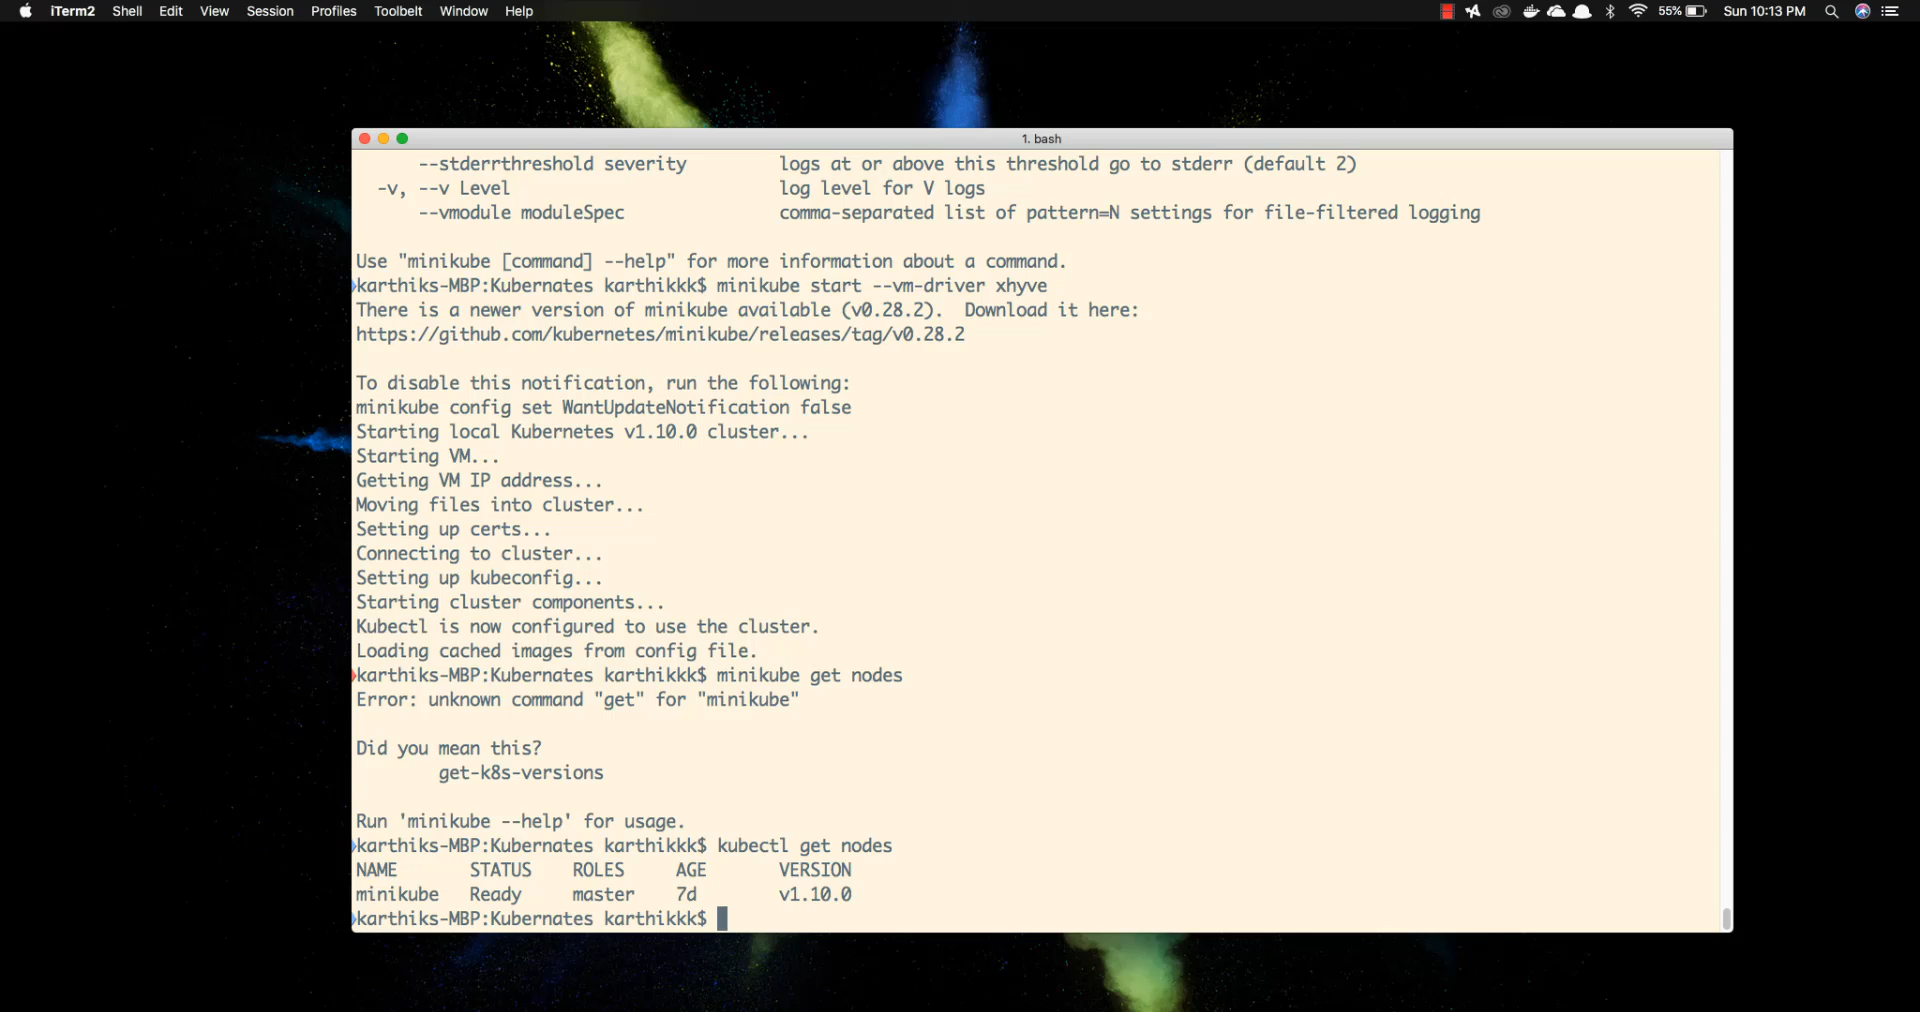 iTerm2 Shell Edit View Session Profiles Toolbelt Window Help 55% Sun 10:13 PM
1. bash
--stderrthreshold severity logs at or above this threshold go to stderr (default 2)
-v, --v Level log level for V logs
--vmodule moduleSpec comma-separated list of pattern=N settings for file-filtered logging
Use "minikube [command] --help" for more information about a command.
karthiks-MBP:Kubernates karthikkk$ minikube start --vm-driver xhyve
There is a newer version of minikube available (v0.28.2). Download it here:
https://github.com/kubernetes/minikube/releases/tag/v0.28.2
To disable this notification, run the following:
minikube config set WantUpdateNotification false
Starting local Kubernetes v1.10.0 cluster...
Starting VM...
Getting VM IP address...
Moving files into cluster...
Setting up certs...
Connecting to cluster...
Setting up kubeconfig...
Starting cluster components...
Kubectl is now configured to use the cluster.
Loading cached images from config file.
karthiks-MBP:Kubernates karthikkk$ minikube get nodes
Error: unknown command "get" for "minikube"
Did you mean this?
get-k8s-versions
Run 'minikube --help' for usage.
karthiks-MBP:Kubernates karthikkk$ kubectl get nodes
NAME STATUS ROLES AGE VERSION
minikube Ready master 7d v1.10.0
karthiks-MBP:Kubernates karthikkk$